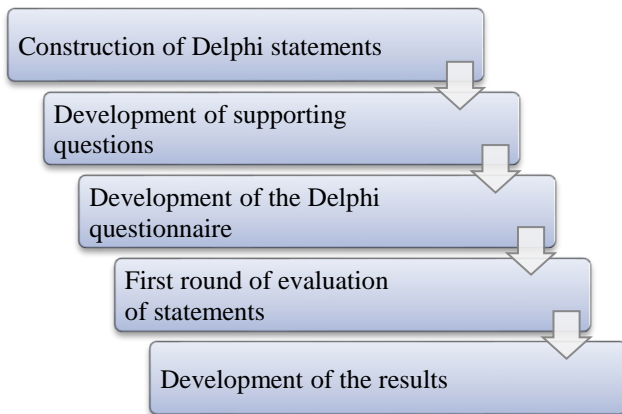 Construction of Delphi statements
Development of supporting
questions
Development of the Delphi
questionnaire
First round of evaluation
of statements
Development of the results